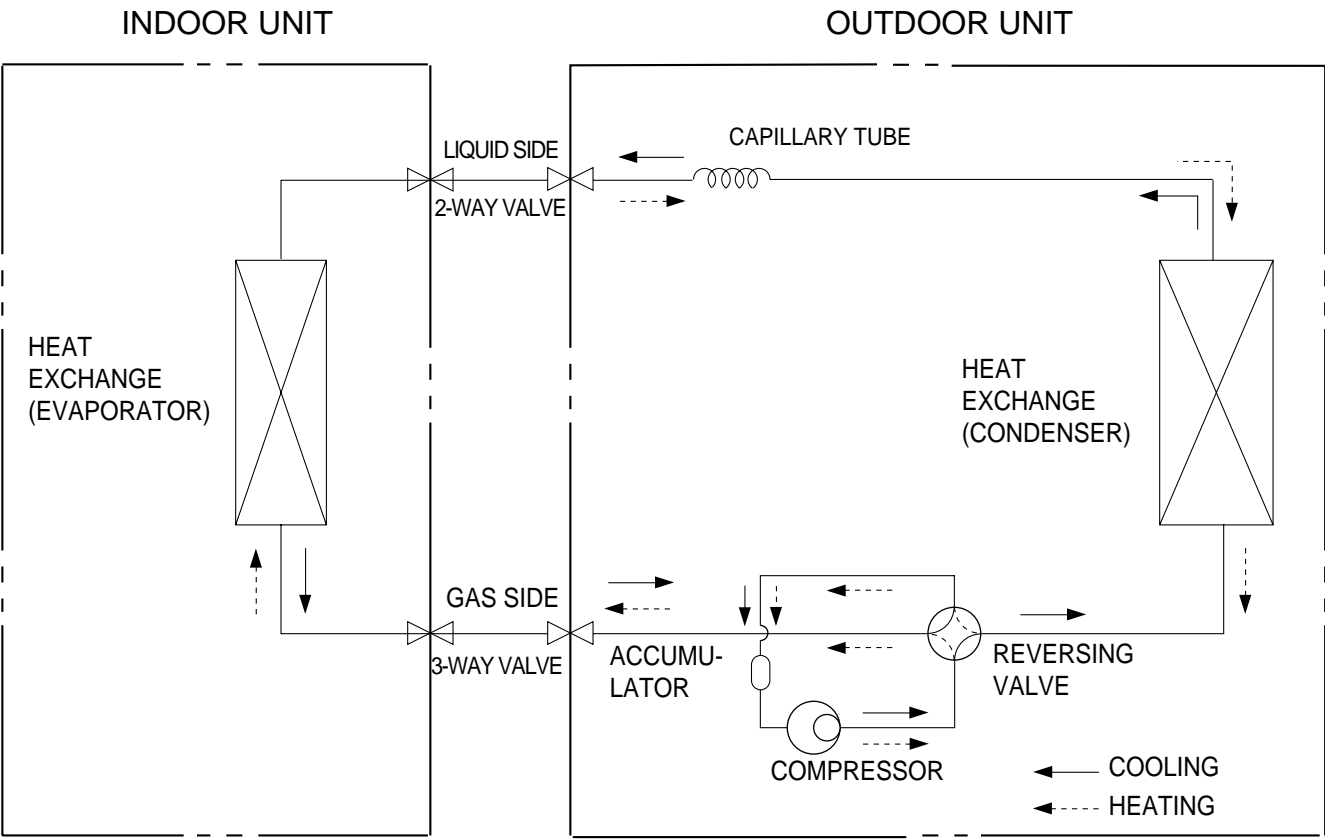 INDOOR UNIT
OUTDOOR UNIT
LIQUID SIDE
2-WAY VALVE
CAPILLARY TUBE
HEAT
EXCHANGE
(EVAPORATOR)
HEAT
EXCHANGE
(CONDENSER)
GAS SIDE
3-WAY VALVE
ACCUMU-
LATOR
REVERSING
VALVE
COMPRESSOR
COOLING
HEATING